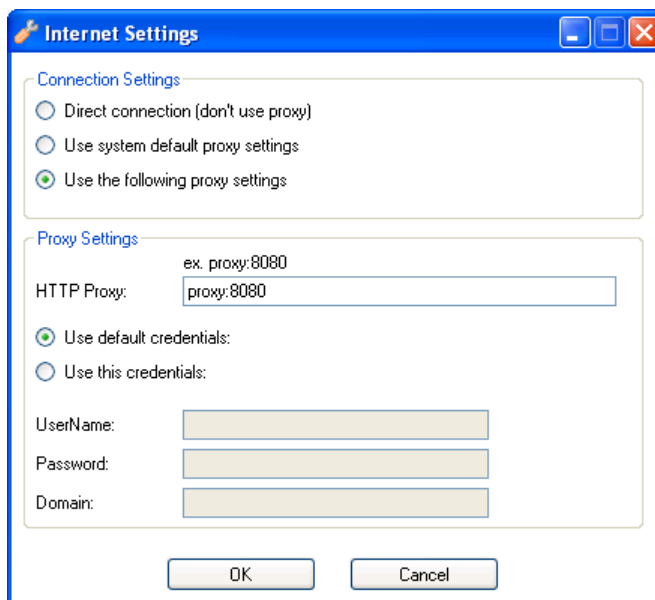 Internet Settings
Connection Settings
Direct connection (don't use proxy)
Use system default proxy settings
Use the following proxy settings
Proxy Settings
ex. proxy:8080
HTTP Proxy: proxy:8080
Use default credentials:
Use this credentials:
UserName:
Password:
Domain:
OK Cancel